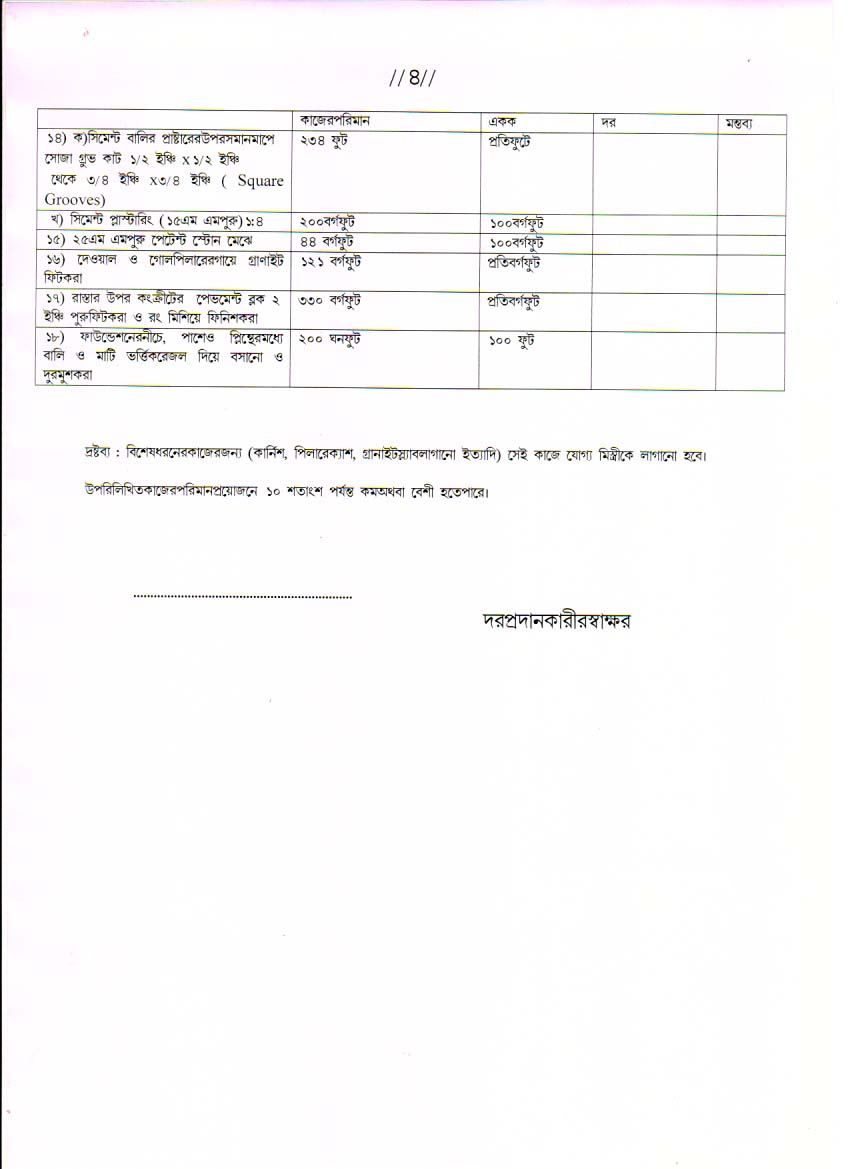 //৪//
কাজেরপরিমান একক দর মন্তব্য
১৪) ক)সিমেন্ট বালির প্লাষ্টারেরউপরসমানমাপে ২৩৪ ফুট প্রতিফুটে
সোজা গ্রুভ কাট ১/২ ইঞ্চি x ১/২ ইঞ্চি
থেকে ৩/৪ ইঞ্চি x৩/৪ ইঞ্চি ( Square
Grooves)
খ) সিমেন্ট প্লাস্টারিং ( ১৫এম এমপুরু) ১:৪ ২০০বর্গফুট ১০০বর্গফুট
১৫) ২৫এম এমপুরু পেটেন্ট স্টোন মেঝে ৪৪ বর্গফুট ১০০বর্গফুট
১৬) দেওয়াল ও গোলপিলারেরগায়ে গ্রাণাইট ১২১ বর্গফুট প্রতিবর্গফুট
ফিটকরা
১৭) রাস্তার উপর কংক্রীটের পেভমেন্ট ব্লক ২ ৩৩০ বর্গফুট প্রতিবর্গফুট
ইঞ্চি পুরুফিটকরা ও রং মিশিয়ে ফিনিশকরা
১৮) ফাউন্ডেশনেরনীচে, পাশেও প্লিন্থেরমধ্যে ২০০ ঘনফুট ১০০ ফুট
বালি ও মাটি ভর্ত্তিকরেজল দিয়ে বসানো ও
দুরমুশকরা
দ্রষ্টব্য : বিশেষধরনেরকাজেরজন্য (কার্নিশ, পিলারেক্যাশ, গ্রানাইটস্ল্যাবলাগানো ইত্যাদি) সেই কাজে যোগ্য মিস্ত্রীকে লাগানো হবে।
উপরিলিখিতকাজেরপরিমানপ্রয়োজনে ১০ শতাংশ পর্যন্ত কমঅথবা বেশী হতেপারে।
................................................................
দরপ্রদানকারীরস্বাক্ষর